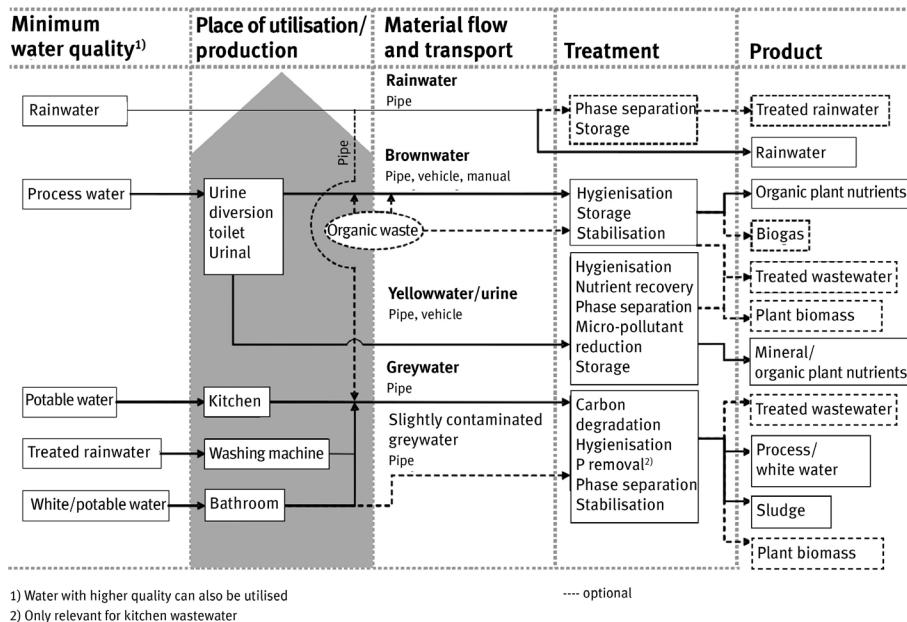 Minimum
water quality1)
Place of utilisation/
production
Material flow
and transport
Treatment
Product
Rainwater
Rainwater
Pipe
Pipe
Phase separation
Storage
Treated rainwater
Rainwater
Brownwater
Pipe, vehicle, manual
Process water
Urine
diversion
toilet
Urinal
Organic waste
Hygienisation
Storage
Stabilisation
Organic plant nutrients
Biogas
Treated wastewater
Plant biomass
Yellowwater/urine
Pipe, vehicle
Hygienisation
Nutrient recovery
Phase separation
Micro-pollutant
reduction
Storage
Mineral/
organic plant nutrients
Greywater
Pipe
Potable water
Kitchen
Slightly contaminated
greywater
Pipe
Treated rainwater
Washing machine
White/potable water
Bathroom
Carbon
degradation
Hygienisation
P removal2)
Phase separation
Stabilisation
Treated wastewater
Process/
white water
Sludge
Plant biomass
1) Water with higher quality can also be utilised
2) Only relevant for kitchen wastewater
---- optional